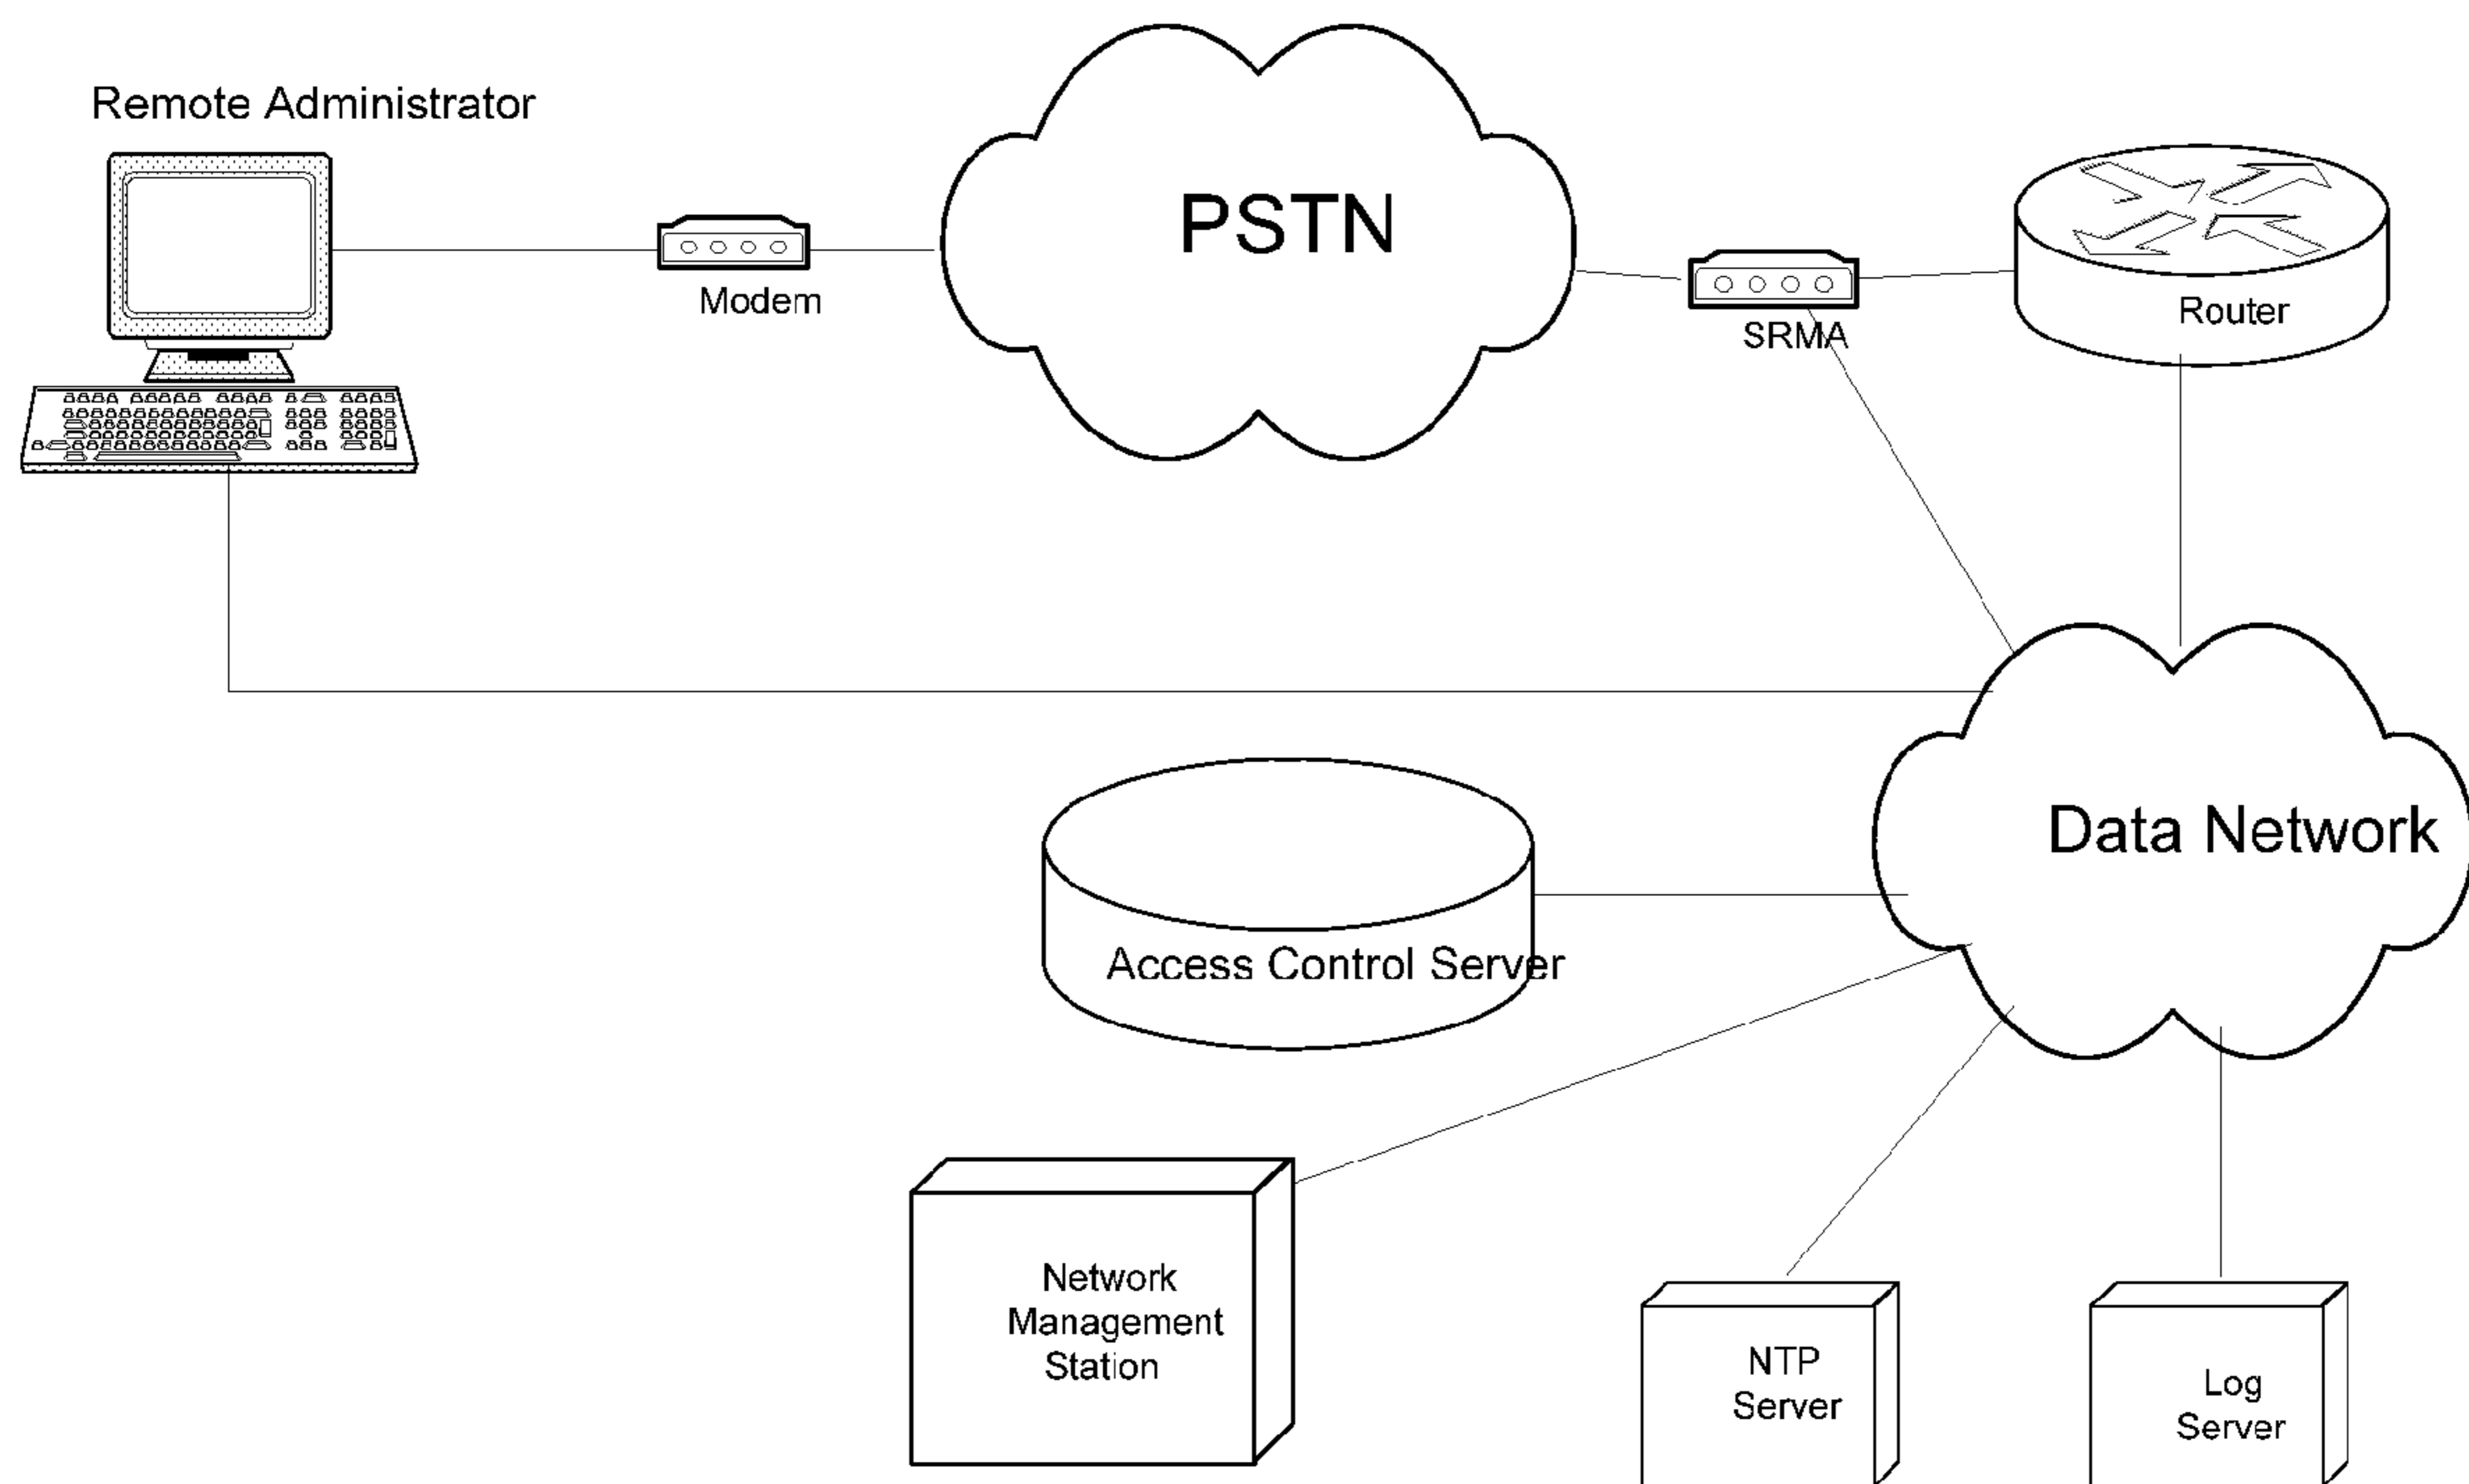 Remote Administrator
PSTN
Modem
SRMA
Router
Data Network
Access Control Server
Network
Management
Station
NTP
Server
Log
Server